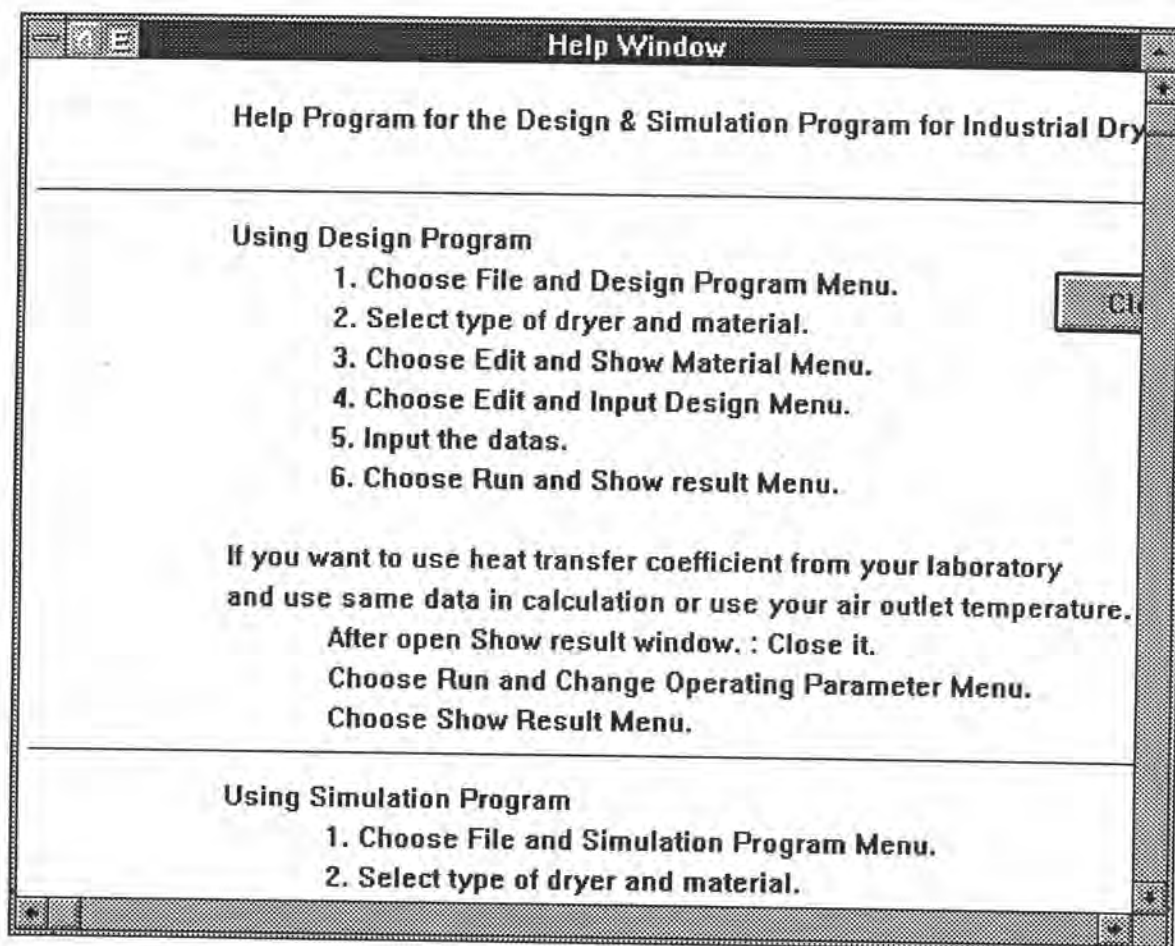 Help Window
Help Program for the Design & Simulation Program for Industrial Dry
Using Design Program
1. Choose File and Design Program Menu.
Clo
2. Select type of dryer and material.
3. Choose Edit and Show Material Menu.
4. Choose Edit and Input Design Menu.
5. Input the datas.
6. Choose Run and Show result Menu.
If you want to use heat transfer coefficient from your laboratory
and use same data in calculation or use your air outlet temperature.
After open Show result window. : Close it.
Choose Run and Change Operating Parameter Menu.
Choose Show Result Menu.
Using Simulation Program
1. Choose File and Simulation Program Menu.
2. Select type of dryer and material.